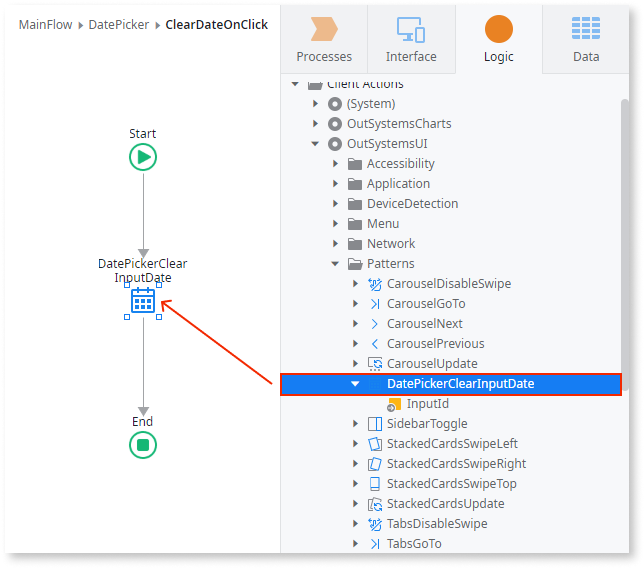 MainFlow ▸ DatePicker ▸ ClearDateOnClick
Start
DatePickerClear
InputDate
End
Processes
Interface
Logic
Data
Client Actions
(System)
OutSystemsCharts
OutSystemsUI
Accessibility
Application
DeviceDetection
Menu
Network
Patterns
CarouselDisableSwipe
CarouselGoTo
CarouselNext
CarouselPrevious
CarouselUpdate
DatePickerClearInputDate
InputId
SidebarToggle
StackedCardsSwipeLeft
StackedCardsSwipeRight
StackedCardsSwipeTop
StackedCardsUpdate
TabsDisableSwipe
TabsGoTo